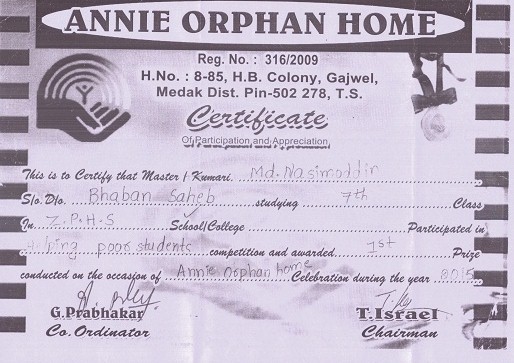 ANNIE ORPHAN HOME
Reg. No. : 316/2009
H.No. : 8-85, H.B. Colony, Gajwel,
Medak Dist. Pin-502 278, T.S.
Certificate
Of Participation and Appreciation
This is to Certify that Master / Kumari. Md. Nasimoddin
S/o. D/o. Bhaban Saheb studying 7th Class
In Z.P.H.S School/College Participated in
Helping poor students competition and awarded 1st Prize
conducted on the occasion of Annie Orphan home Celebration during the year 2015
G.Prabhakar T.Israel
Co. Ordinator Chairman